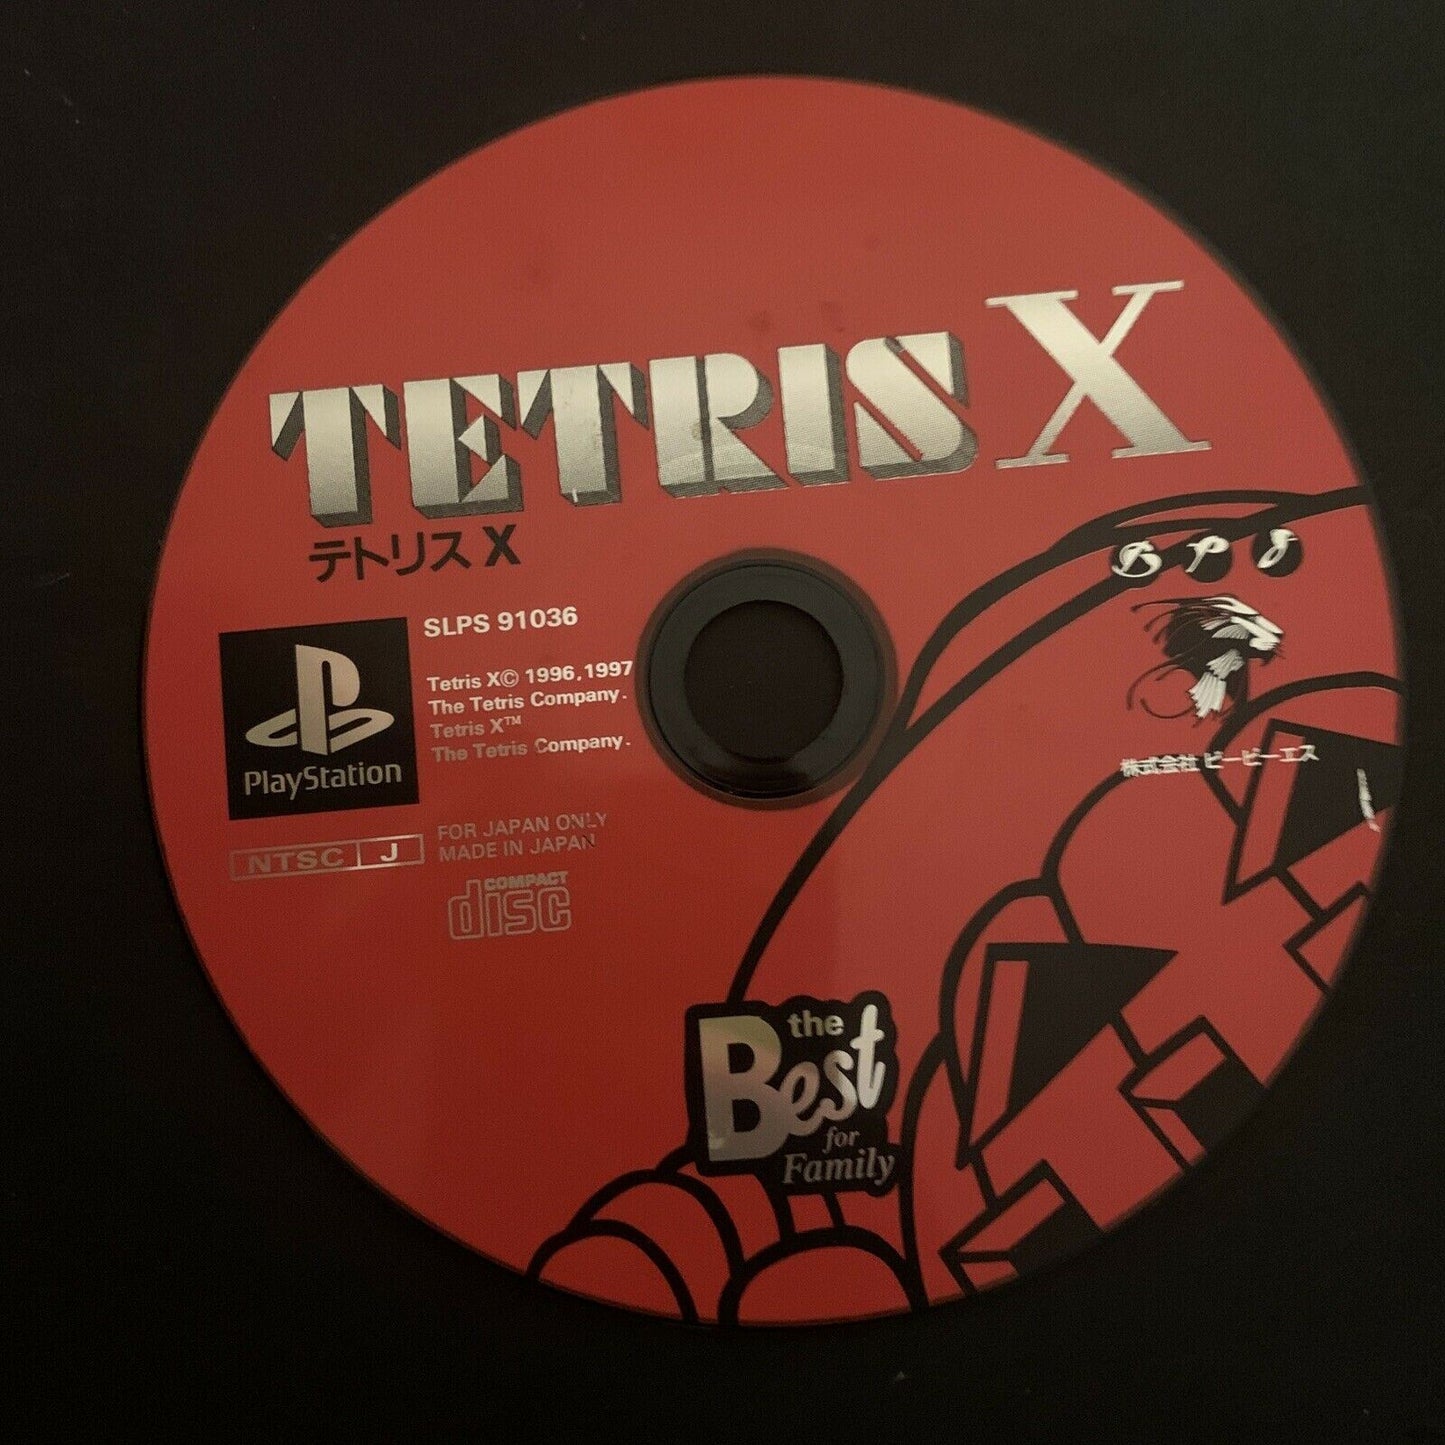 TETRIS X
テトリス X
SLPS 91036
Tetris X© 1996,1997
The Tetris Company.
Tetris X™
The Tetris Company.
PlayStation
NTSC J
FOR JAPAN ONLY
MADE IN JAPAN
COMPACT
disc
BPS
株式会社 ビーピーエス
the
Best
for
Family